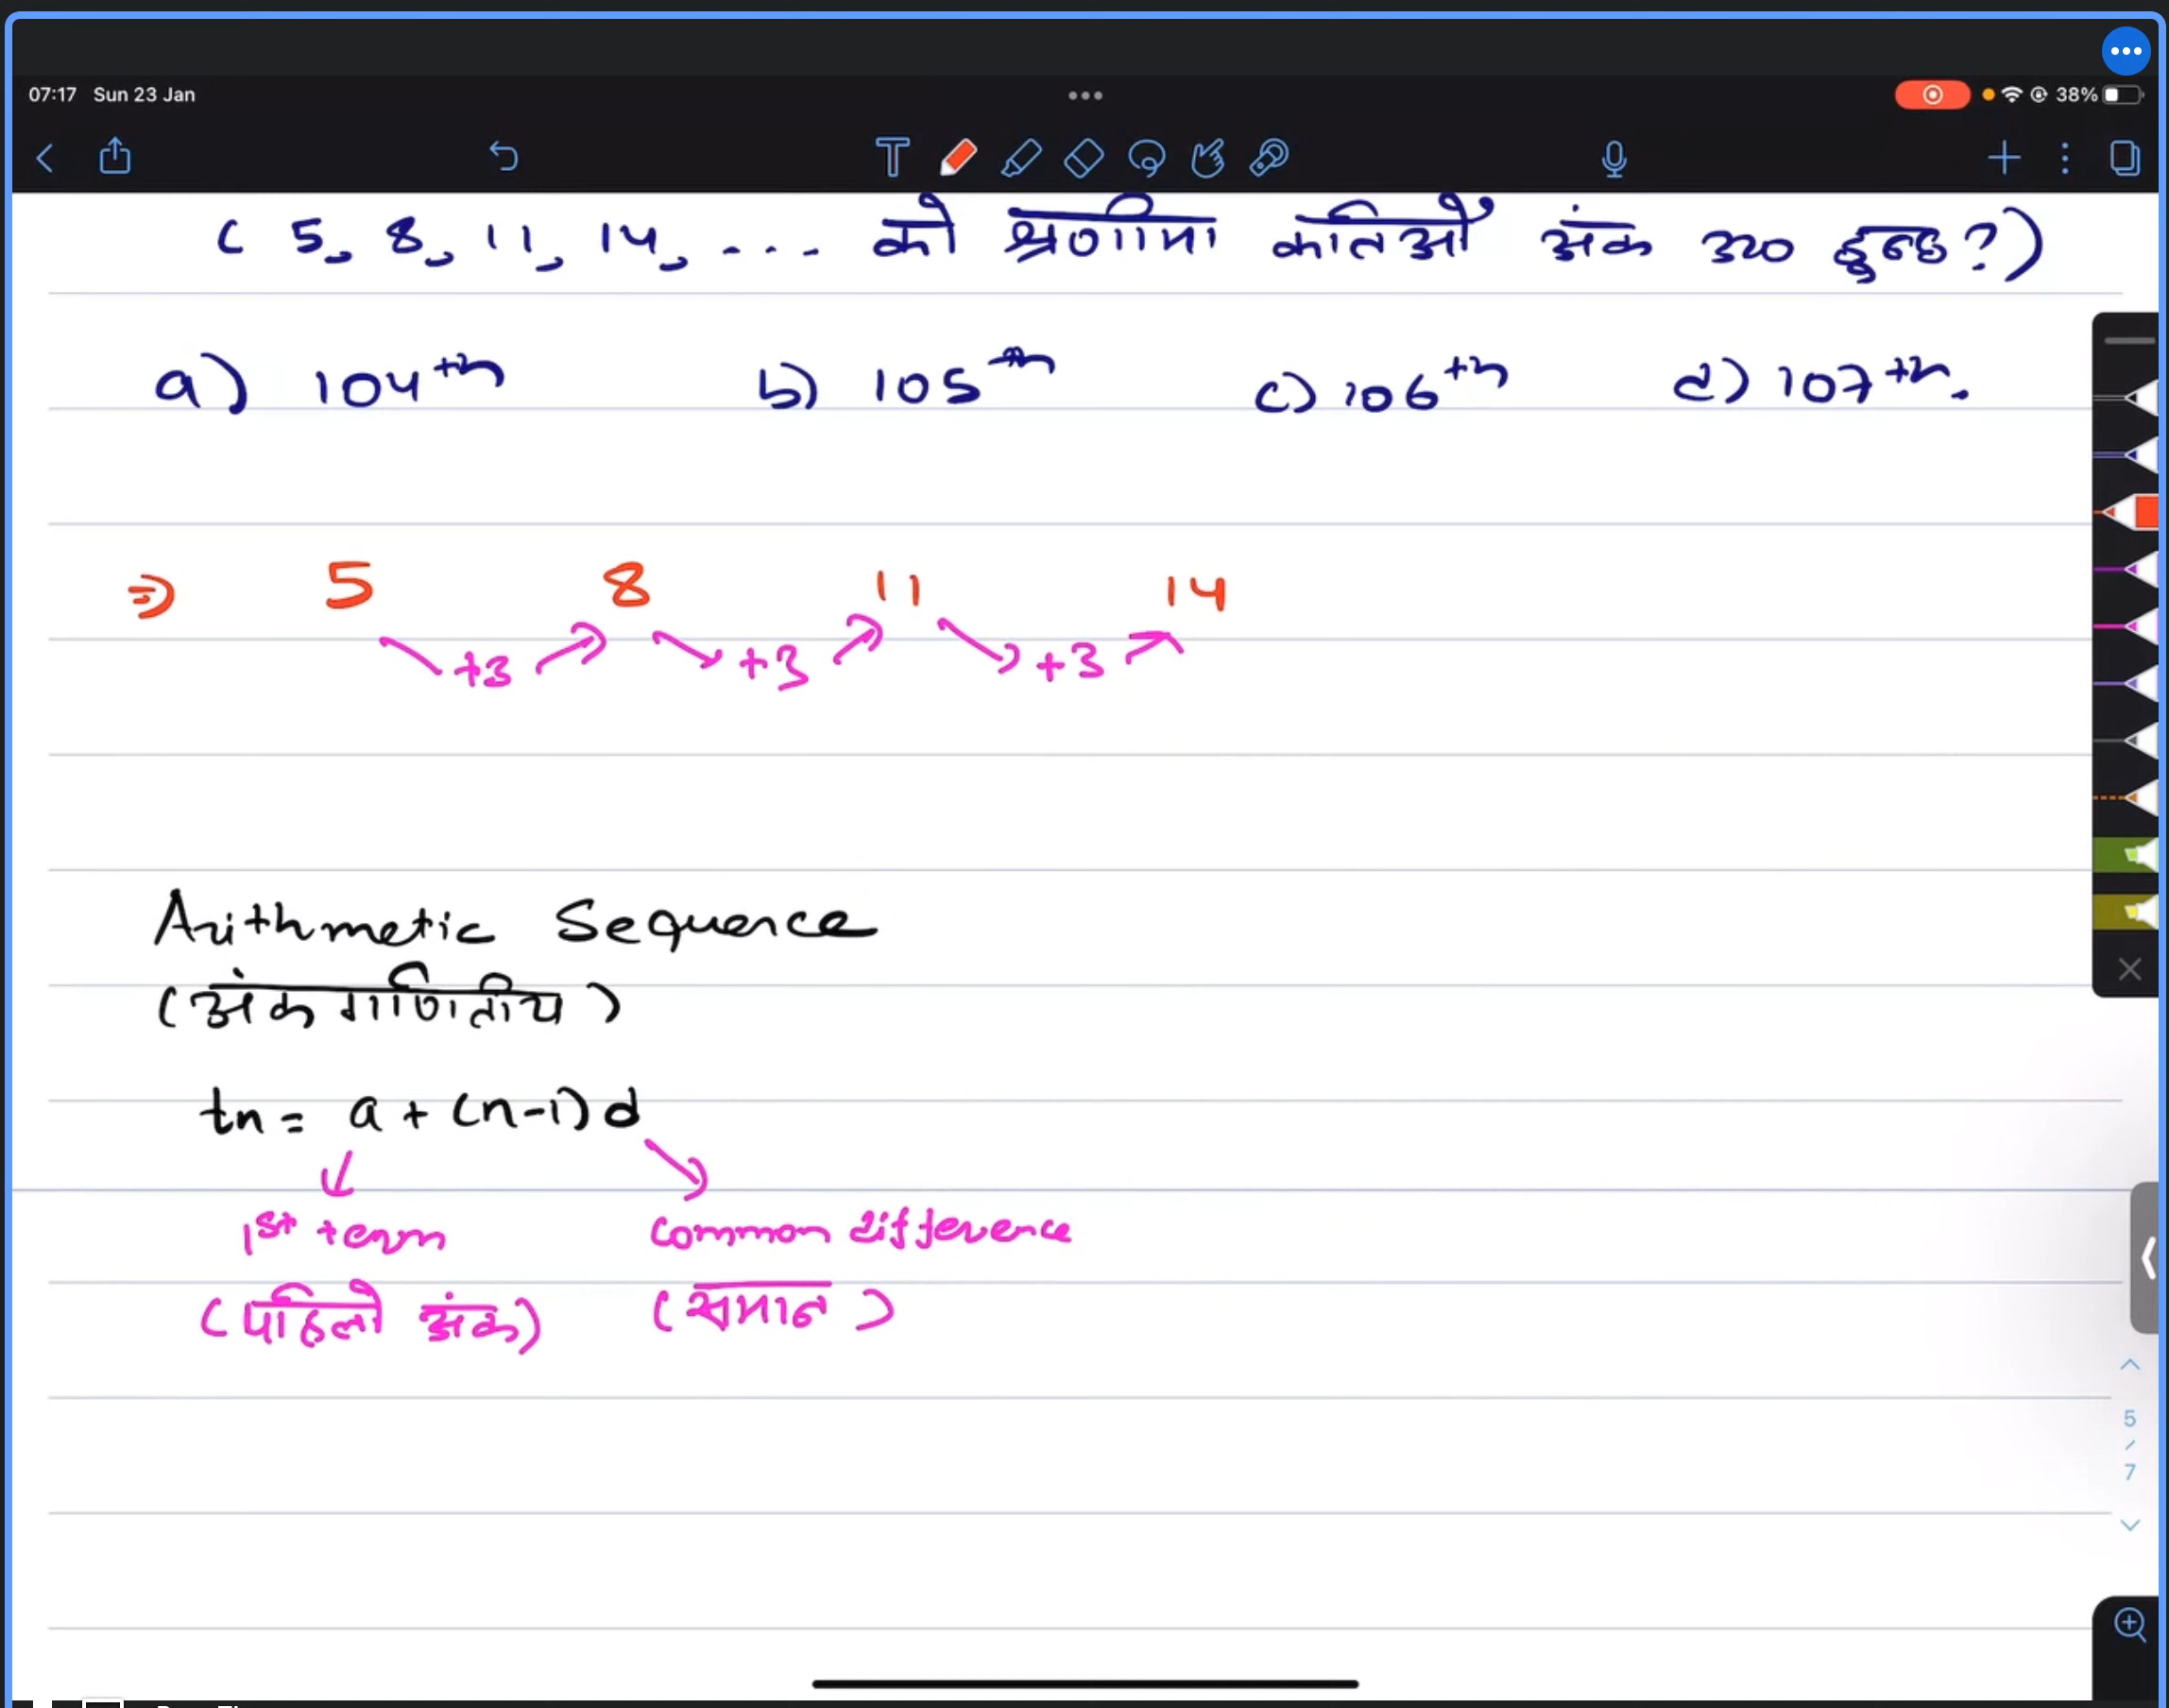 07:17 Sun 23 Jan
38%
( 5, 8, 11, 14, ... को श्रेणीमा कतिऔं अंक 320 हुन्छ?)
a) 104th b) 105th c) 106th d) 107th.
⇒ 5 8 11 14
+3 +3 +3
Arithmetic Sequence
(अंक गणितीय)
tn = a + (n-1)d
1st term common difference
(पहिलो अंक) (समान)
5
/
7